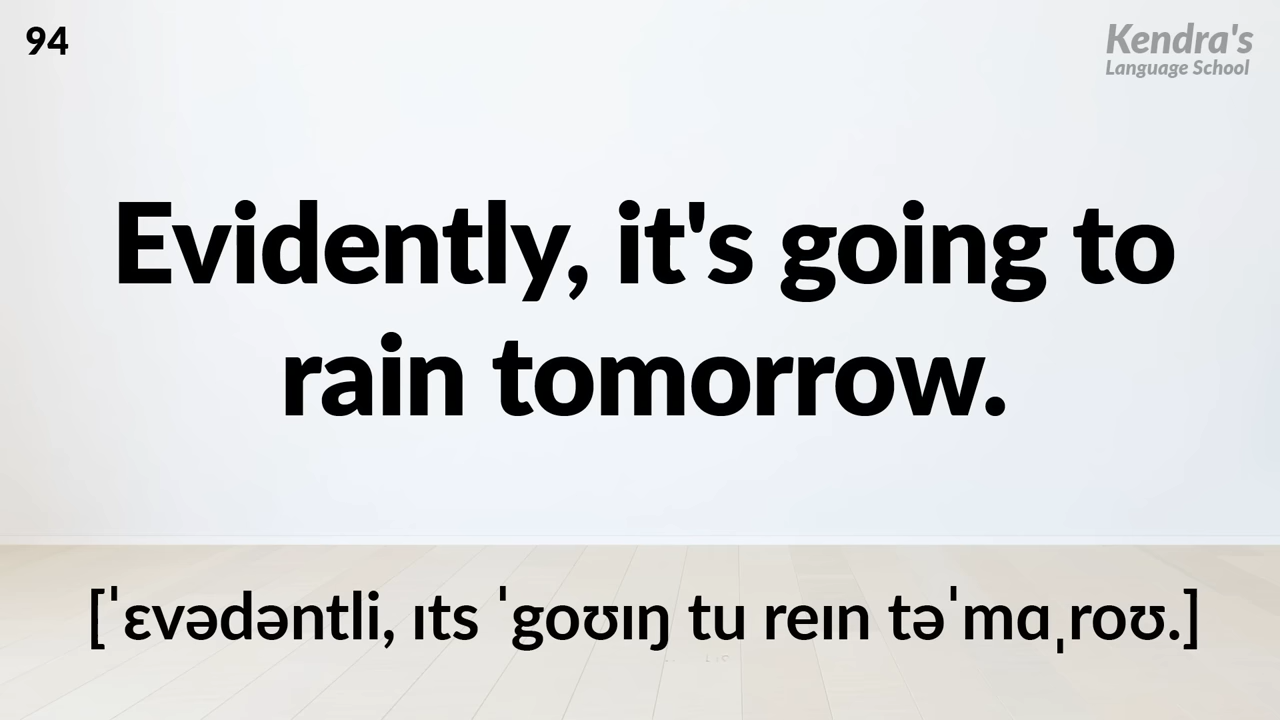 94
Kendra's
Language School
Evidently, it's going to
rain tomorrow.
[ˈɛvədəntli, ɪts ˈgoʊɪŋ tu reɪn təˈmɑˌroʊ.]